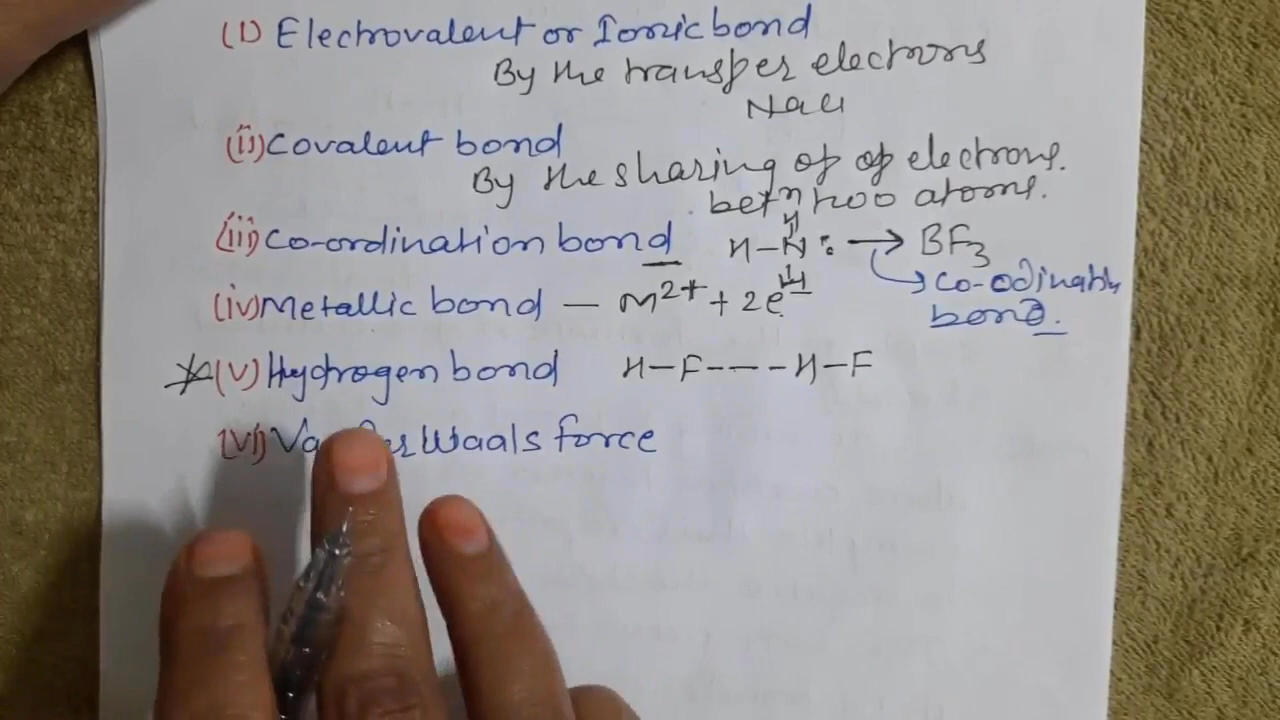 (i) Electrovalent or Ionic bond
By the transfer electrons
NaCl
(ii) Covalent bond
By the sharing of of electrons.
betn two atoms.
(iii) Co-ordination bond H-N: → BF3
H
H
Co-odinably
bond.
(iv) Metallic bond — M2+ + 2e-
(v) Hydrogen bond H-F----H-F
(vi) Waals force